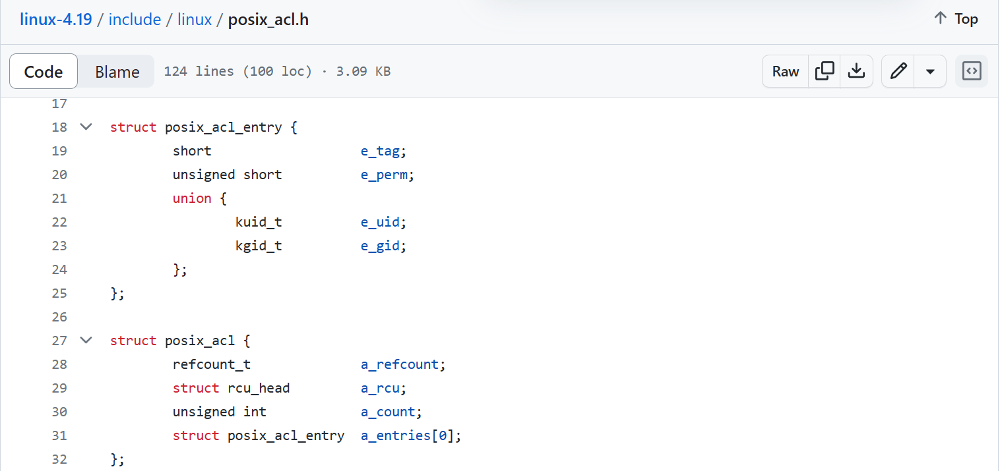 linux-4.19 / include / linux / posix_acl.h
Top
Code Blame 124 lines (100 loc) · 3.09 KB
Raw
17
18 struct posix_acl_entry {
19 short e_tag;
20 unsigned short e_perm;
21 union {
22 kuid_t e_uid;
23 kgid_t e_gid;
24 };
25 };
26
27 struct posix_acl {
28 refcount_t a_refcount;
29 struct rcu_head a_rcu;
30 unsigned int a_count;
31 struct posix_acl_entry a_entries[0];
32 };